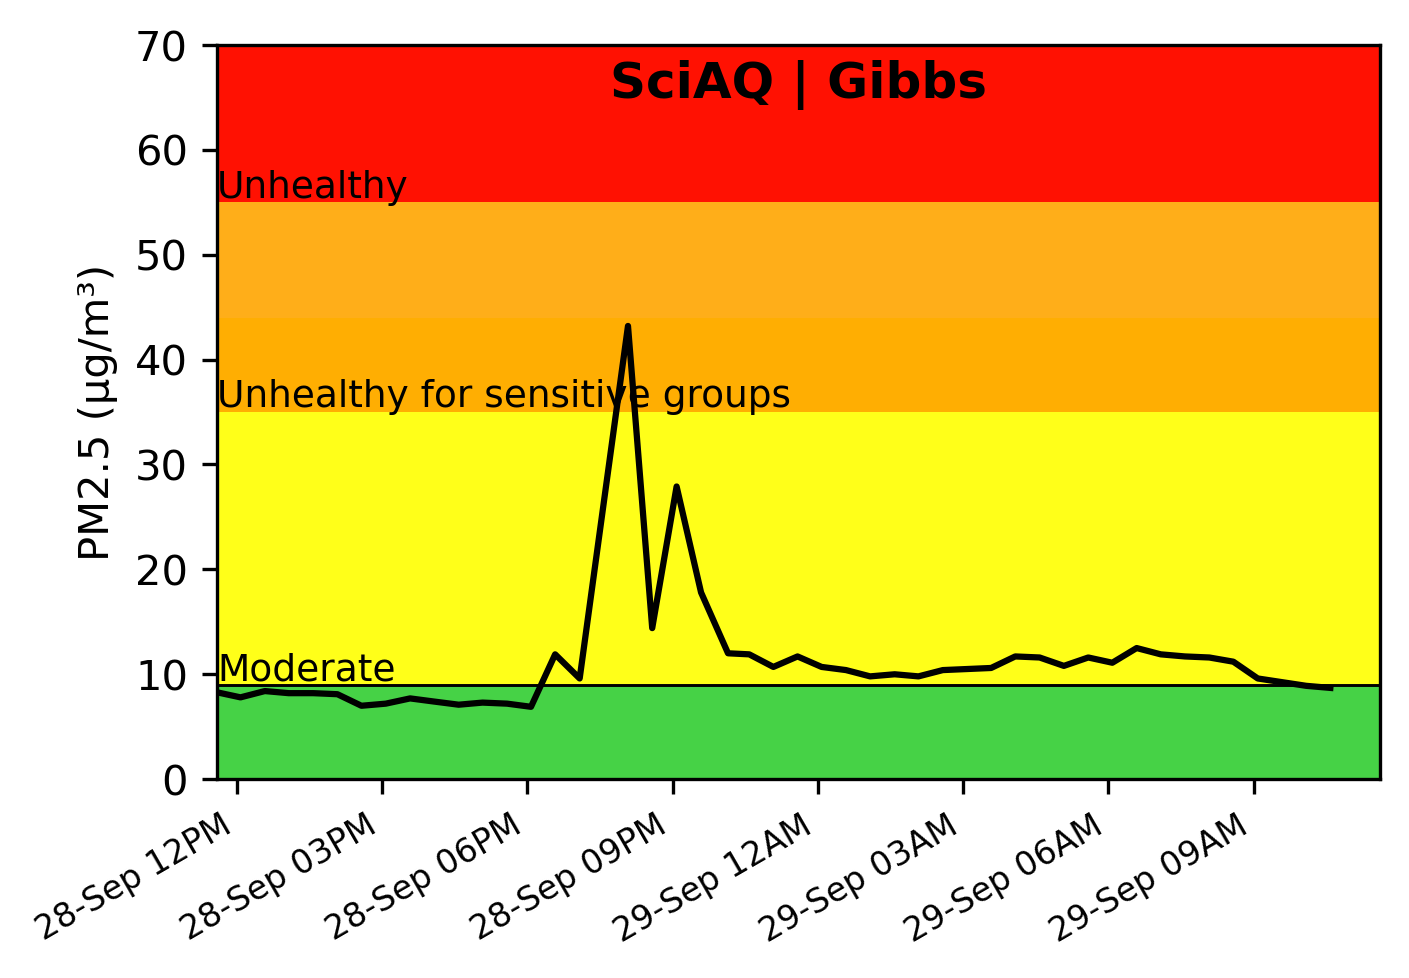 SciAQ | Gibbs
PM2.5 (µg/m³)
70
60
50
40
30
20
10
0
Unhealthy
Unhealthy for sensitive groups
Moderate
28-Sep 12PM
28-Sep 03PM
28-Sep 06PM
28-Sep 09PM
29-Sep 12AM
29-Sep 03AM
29-Sep 06AM
29-Sep 09AM